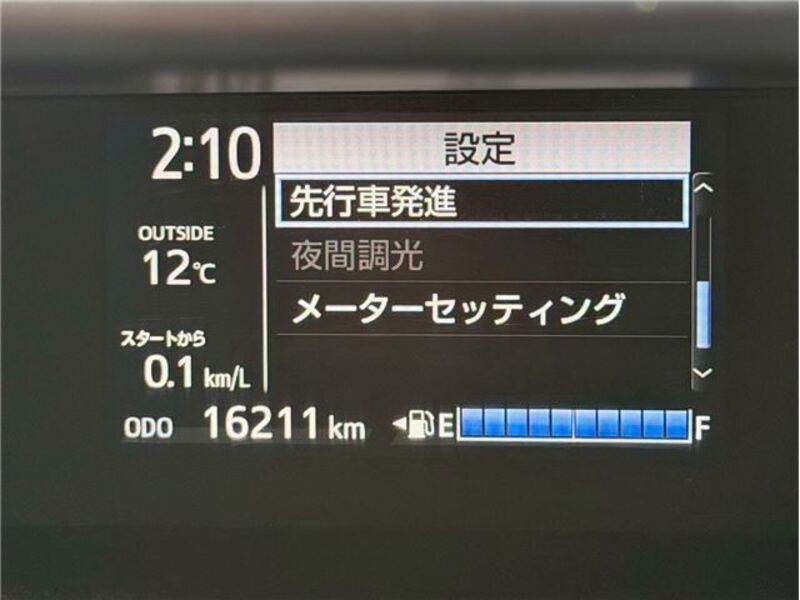 2:10
設定
先行車発進
OUTSIDE
夜間調光
12℃
メーターセッティング
スタートから
0.1 km/L
ODO 16211 km E F